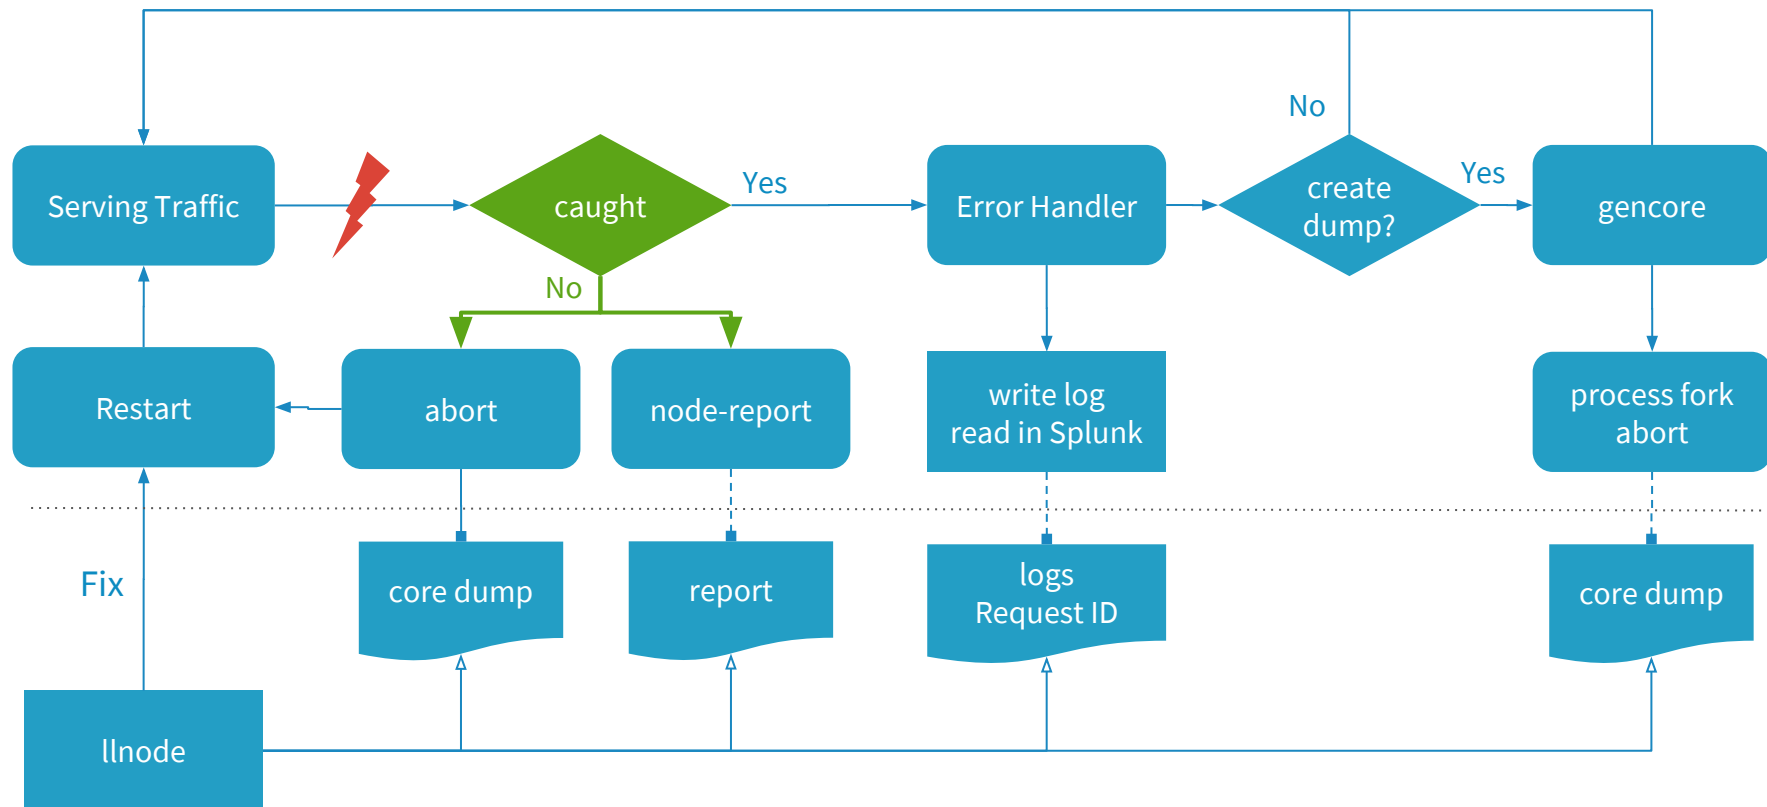 No
Serving Traffic
caught
Yes
Error Handler
create
dump?
Yes
gencore
No
Restart
abort
node-report
write log
read in Splunk
process fork
abort
Fix
core dump
report
logs
Request ID
core dump
llnode